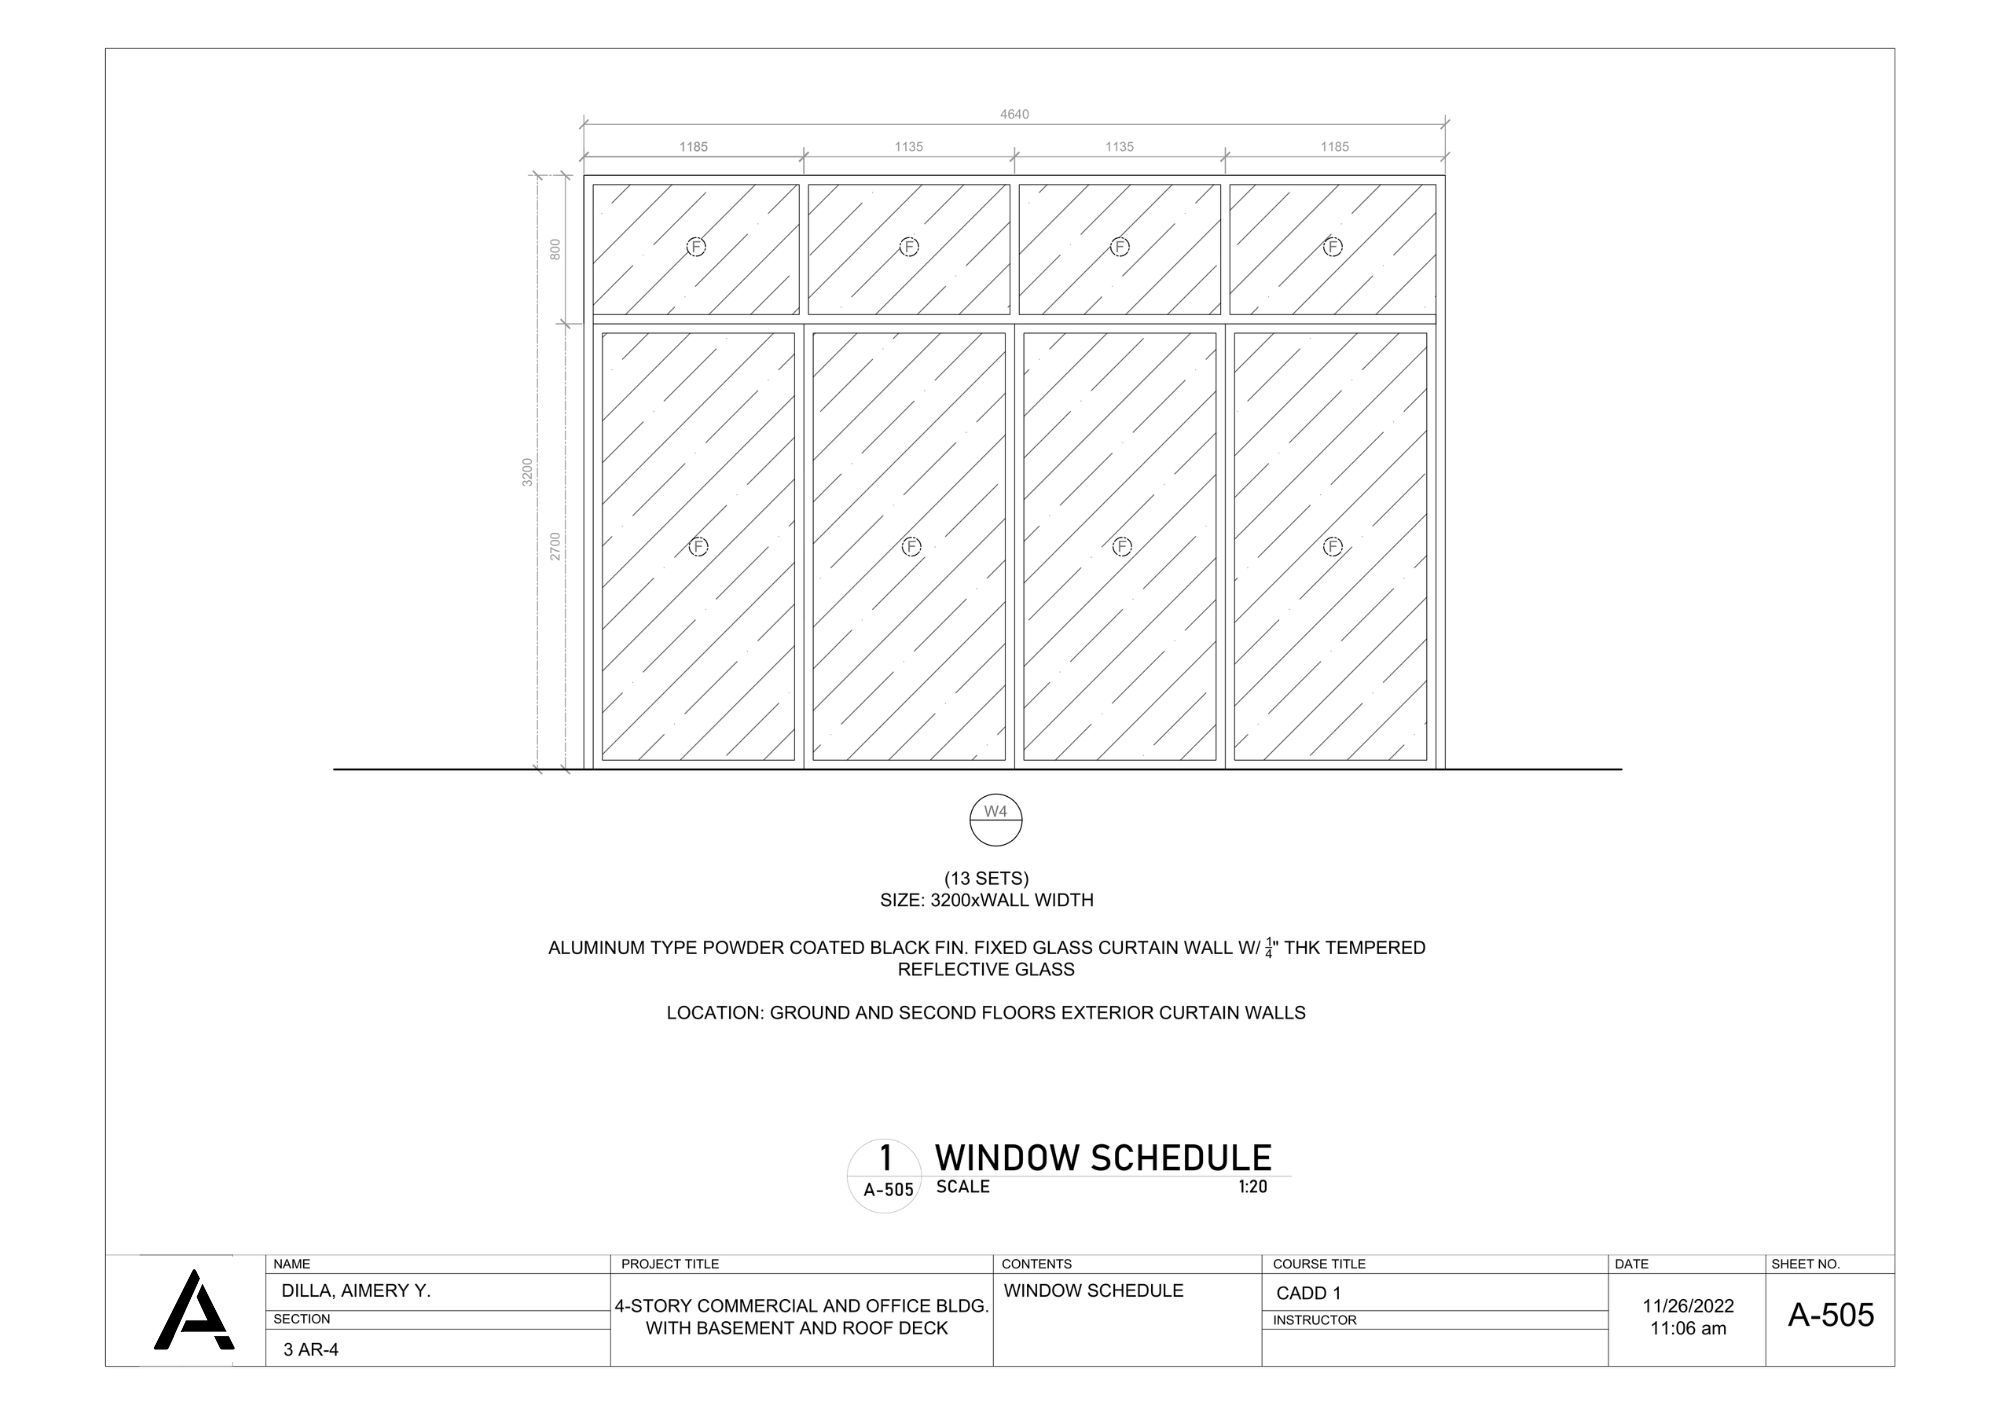 4640
1185
1135
1135
1185
800
3200
2700
F
F
F
F
F
F
F
F
W4
(13 SETS)
SIZE: 3200xWALL WIDTH
ALUMINUM TYPE POWDER COATED BLACK FIN. FIXED GLASS CURTAIN WALL W/ 1/4" THK TEMPERED
REFLECTIVE GLASS
LOCATION: GROUND AND SECOND FLOORS EXTERIOR CURTAIN WALLS
1
A-505
WINDOW SCHEDULE
SCALE 1:20
NAME
DILLA, AIMERY Y.
SECTION
3 AR-4
PROJECT TITLE
4-STORY COMMERCIAL AND OFFICE BLDG.
WITH BASEMENT AND ROOF DECK
CONTENTS
WINDOW SCHEDULE
COURSE TITLE
CADD 1
INSTRUCTOR
DATE
11/26/2022
11:06 am
SHEET NO.
A-505